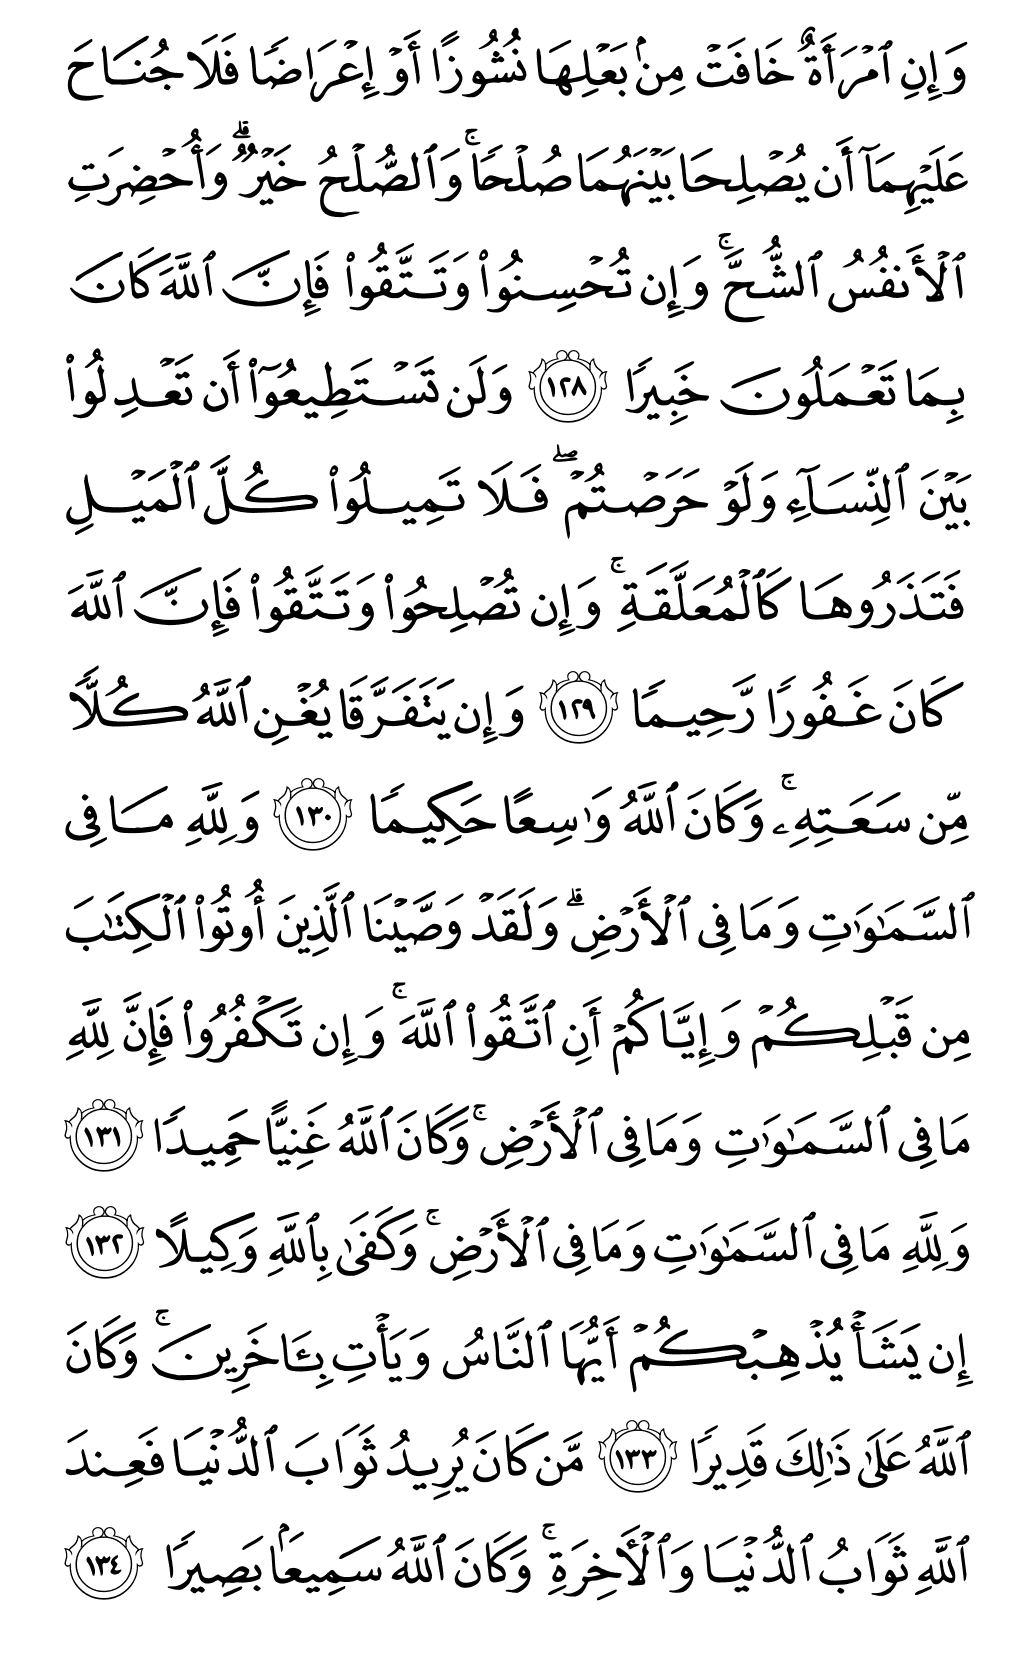 وَإِنِ ٱمۡرَأَةٌ خَافَتۡ مِنۢ بَعۡلِهَا نُشُوزًا أَوۡ إِعۡرَاضٗا فَلَا جُنَاحَ
عَلَيۡهِمَآ أَن يُصۡلِحَا بَيۡنَهُمَا صُلۡحٗاۚ وَٱلصُّلۡحُ خَيۡرٞۗ وَأُحۡضِرَتِ
ٱلۡأَنفُسُ ٱلشُّحَّۚ وَإِن تُحۡسِنُواْ وَتَتَّقُواْ فَإِنَّ ٱللَّهَ كَانَ
بِمَا تَعۡمَلُونَ خَبِيرٗا ١٢٨ وَلَن تَسۡتَطِيعُوٓاْ أَن تَعۡدِلُواْ
بَيۡنَ ٱلنِّسَآءِ وَلَوۡ حَرَصۡتُمۡۖ فَلَا تَمِيلُواْ كُلَّ ٱلۡمَيۡلِ
فَتَذَرُوهَا كَٱلۡمُعَلَّقَةِۚ وَإِن تُصۡلِحُواْ وَتَتَّقُواْ فَإِنَّ ٱللَّهَ
كَانَ غَفُورٗا رَّحِيمٗا ١٢٩ وَإِن يَتَفَرَّقَا يُغۡنِ ٱللَّهُ كُلّٗا
مِّن سَعَتِهِۦۚ وَكَانَ ٱللَّهُ وَٰسِعًا حَكِيمٗا ١٣٠ وَلِلَّهِ مَا فِي
ٱلسَّمَٰوَٰتِ وَمَا فِي ٱلۡأَرۡضِۗ وَلَقَدۡ وَصَّيۡنَا ٱلَّذِينَ أُوتُواْ ٱلۡكِتَٰبَ
مِن قَبۡلِكُمۡ وَإِيَّاكُمۡ أَنِ ٱتَّقُواْ ٱللَّهَۚ وَإِن تَكۡفُرُواْ فَإِنَّ لِلَّهِ
مَا فِي ٱلسَّمَٰوَٰتِ وَمَا فِي ٱلۡأَرۡضِۚ وَكَانَ ٱللَّهُ غَنِيًّا حَمِيدٗا ١٣١
وَلِلَّهِ مَا فِي ٱلسَّمَٰوَٰتِ وَمَا فِي ٱلۡأَرۡضِۚ وَكَفَىٰ بِٱللَّهِ وَكِيلًا ١٣٢
إِن يَشَأۡ يُذۡهِبۡكُمۡ أَيُّهَا ٱلنَّاسُ وَيَأۡتِ بِـَٔاخَرِينَۚ وَكَانَ
ٱللَّهُ عَلَىٰ ذَٰلِكَ قَدِيرٗا ١٣٣ مَّن كَانَ يُرِيدُ ثَوَابَ ٱلدُّنۡيَا فَعِندَ
ٱللَّهِ ثَوَابُ ٱلدُّنۡيَا وَٱلۡأٓخِرَةِۚ وَكَانَ ٱللَّهُ سَمِيعَۢا بَصِيرٗا ١٣٤